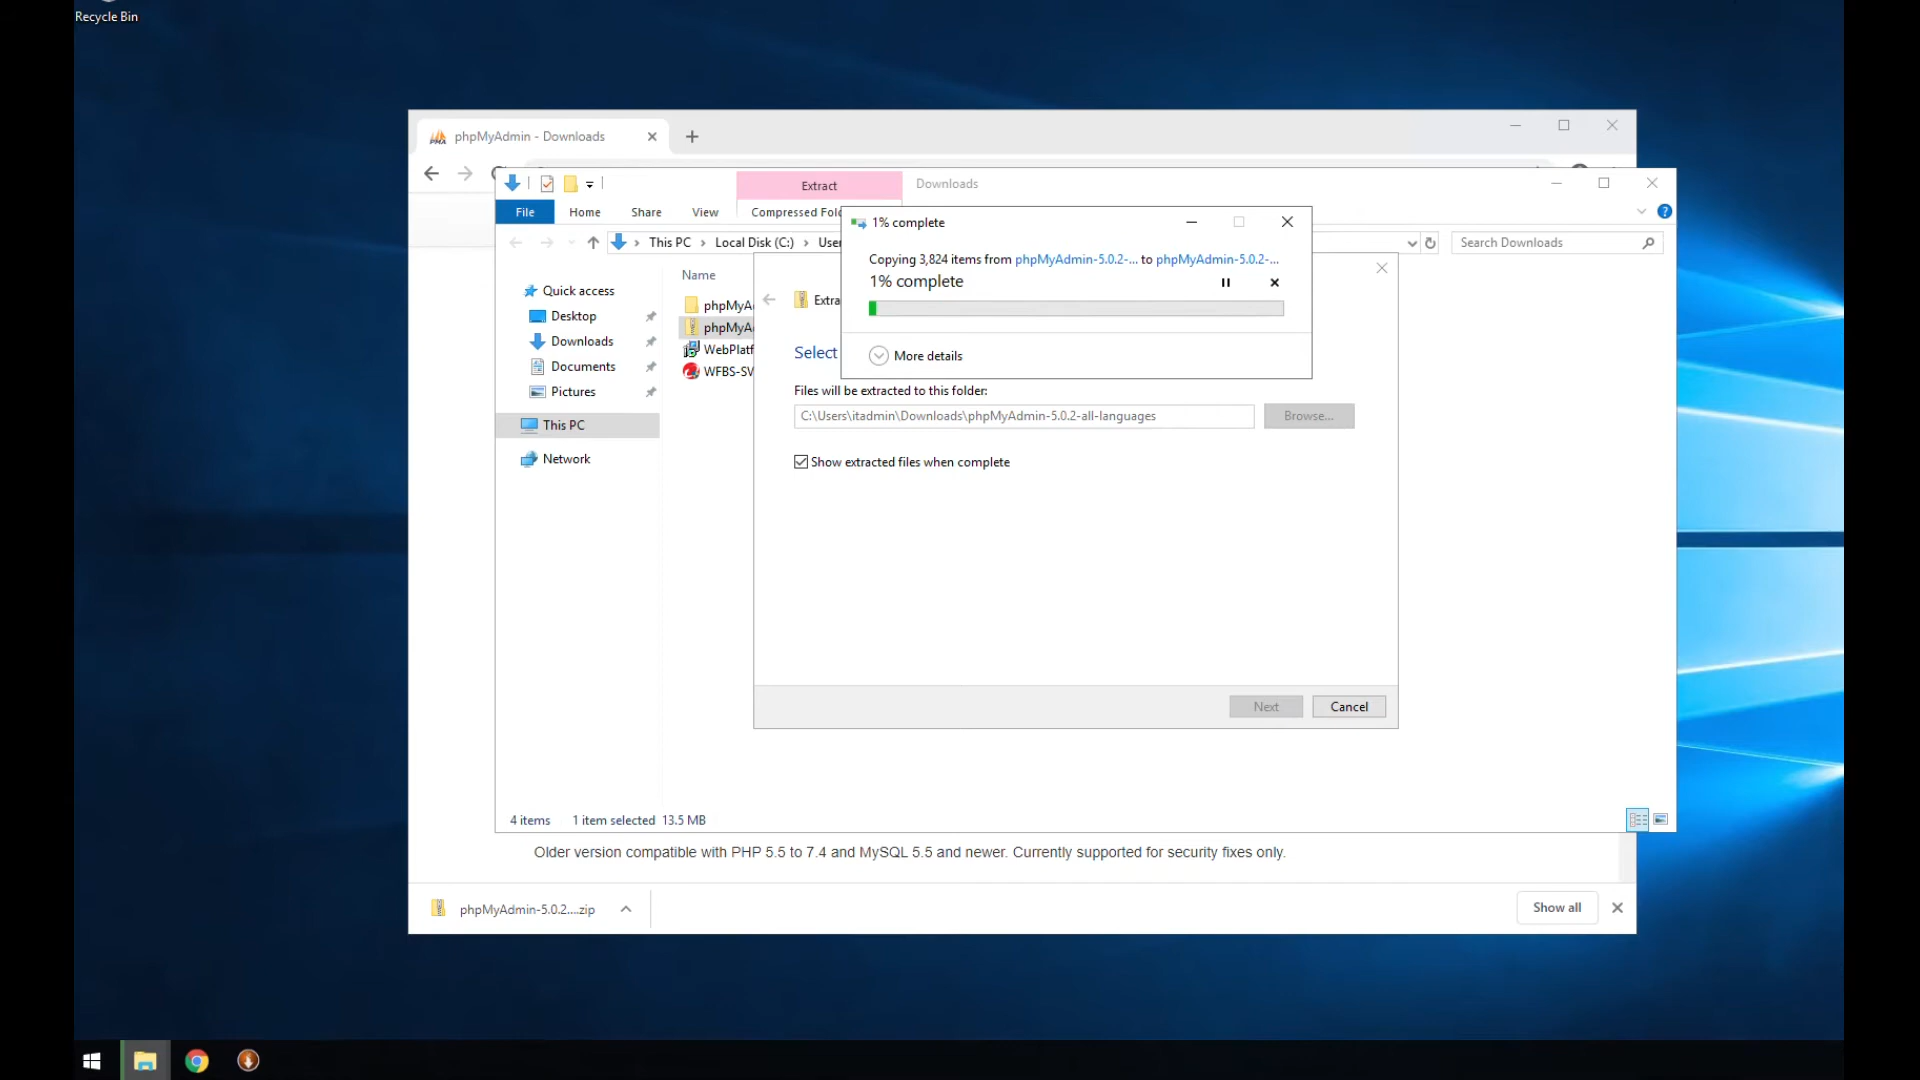 Recycle Bin
phpMyAdmin - Downloads
Extract
Downloads
File
Home
Share
View
Compressed Fol
1% complete
This PC
Local Disk (C:)
User
Search Downloads
Copying 3,824 items from phpMyAdmin-5.0.2-... to phpMyAdmin-5.0.2-...
1% complete
More details
Quick access
Desktop
Downloads
Documents
Pictures
This PC
Network
Name
phpMyA
phpMyA
WebPlatf
WFBS-SV
Extra
Select
Files will be extracted to this folder:
C:\Users\itadmin\Downloads\phpMyAdmin-5.0.2-all-languages
Browse...
Show extracted files when complete
Next
Cancel
4 items
1 item selected 13.5 MB
Older version compatible with PHP 5.5 to 7.4 and MySQL 5.5 and newer. Currently supported for security fixes only.
phpMyAdmin-5.0.2....zip
Show all